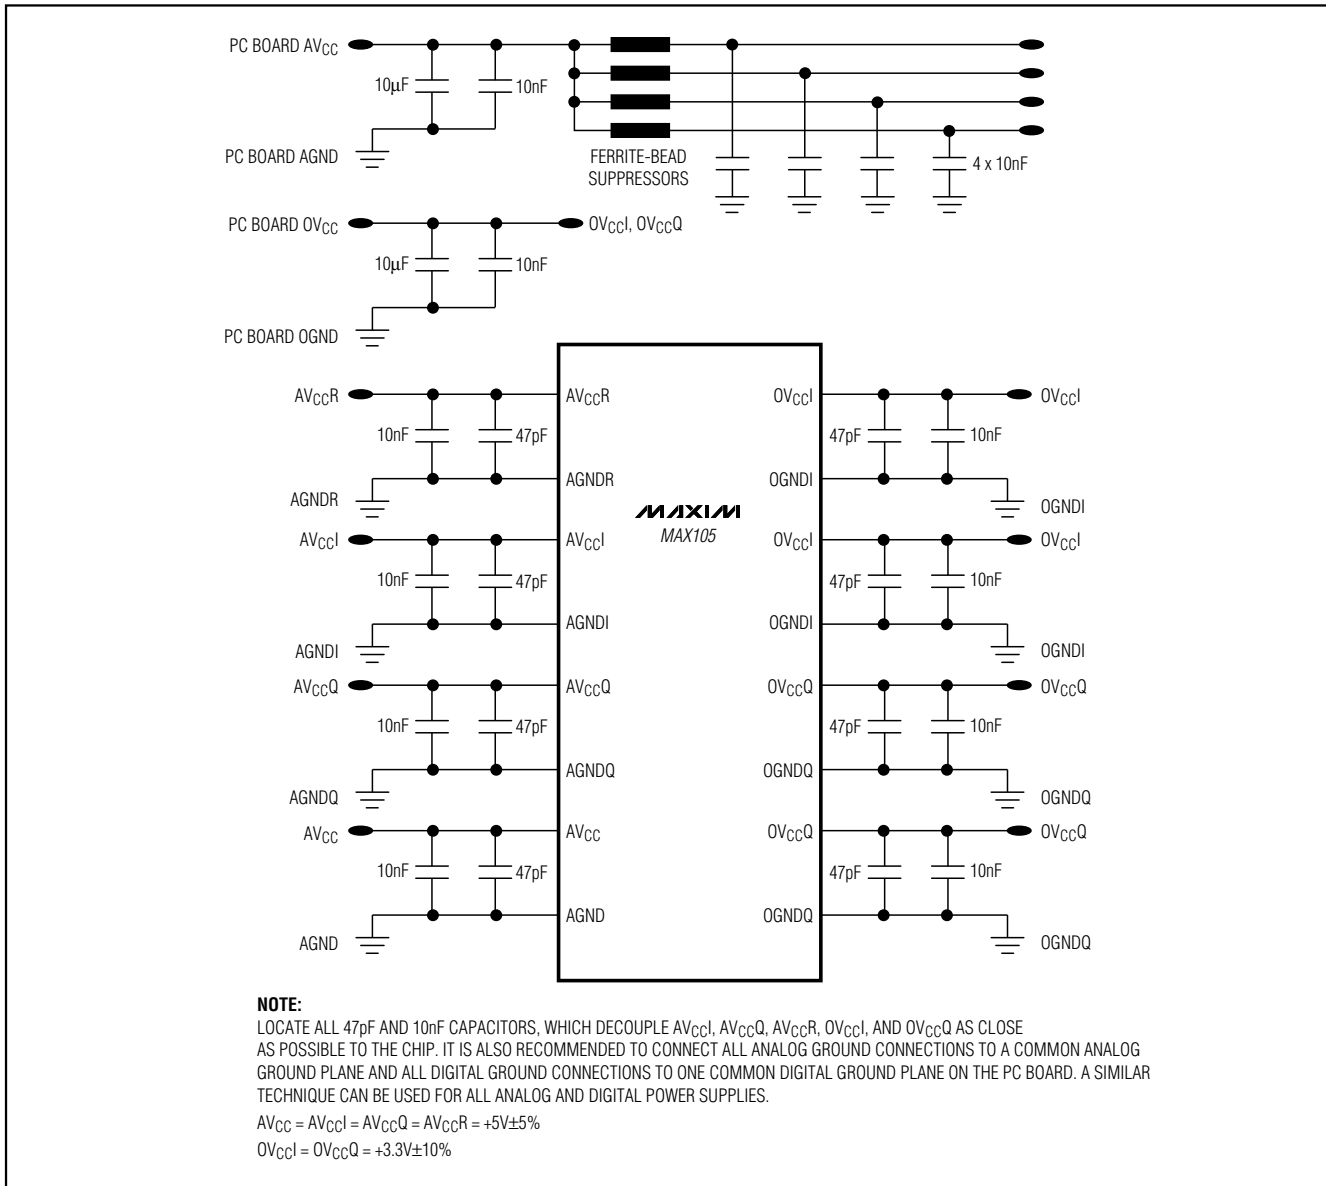 PC BOARD AVCC
10μF
10nF
PC BOARD AGND
FERRITE-BEAD
SUPPRESSORS
4 x 10nF
PC BOARD OVCC
OVCCI, OVCCQ
10μF
10nF
PC BOARD OGND
AVCCR
AVCCR
OVCCI
OVCCI
10nF
47pF
47pF
10nF
AGNDR
AGNDR
OGNDI
OGNDI
MAXIM
MAX105
AVCCI
AVCCI
OVCCI
OVCCI
10nF
47pF
47pF
10nF
AGNDI
AGNDI
OGNDI
OGNDI
AVCCQ
AVCCQ
OVCCQ
OVCCQ
10nF
47pF
47pF
10nF
AGNDQ
AGNDQ
OGNDQ
OGNDQ
AVCC
AVCC
OVCCQ
OVCCQ
10nF
47pF
47pF
10nF
AGND
AGND
OGNDQ
OGNDQ
NOTE:
LOCATE ALL 47pF AND 10nF CAPACITORS, WHICH DECOUPLE AVCCI, AVCCQ, AVCCR, OVCCI, AND OVCCQ AS CLOSE
AS POSSIBLE TO THE CHIP. IT IS ALSO RECOMMENDED TO CONNECT ALL ANALOG GROUND CONNECTIONS TO A COMMON ANALOG
GROUND PLANE AND ALL DIGITAL GROUND CONNECTIONS TO ONE COMMON DIGITAL GROUND PLANE ON THE PC BOARD. A SIMILAR
TECHNIQUE CAN BE USED FOR ALL ANALOG AND DIGITAL POWER SUPPLIES.
AVCC = AVCCI = AVCCQ = AVCCR = +5V±5%
OVCCI = OVCCQ = +3.3V±10%